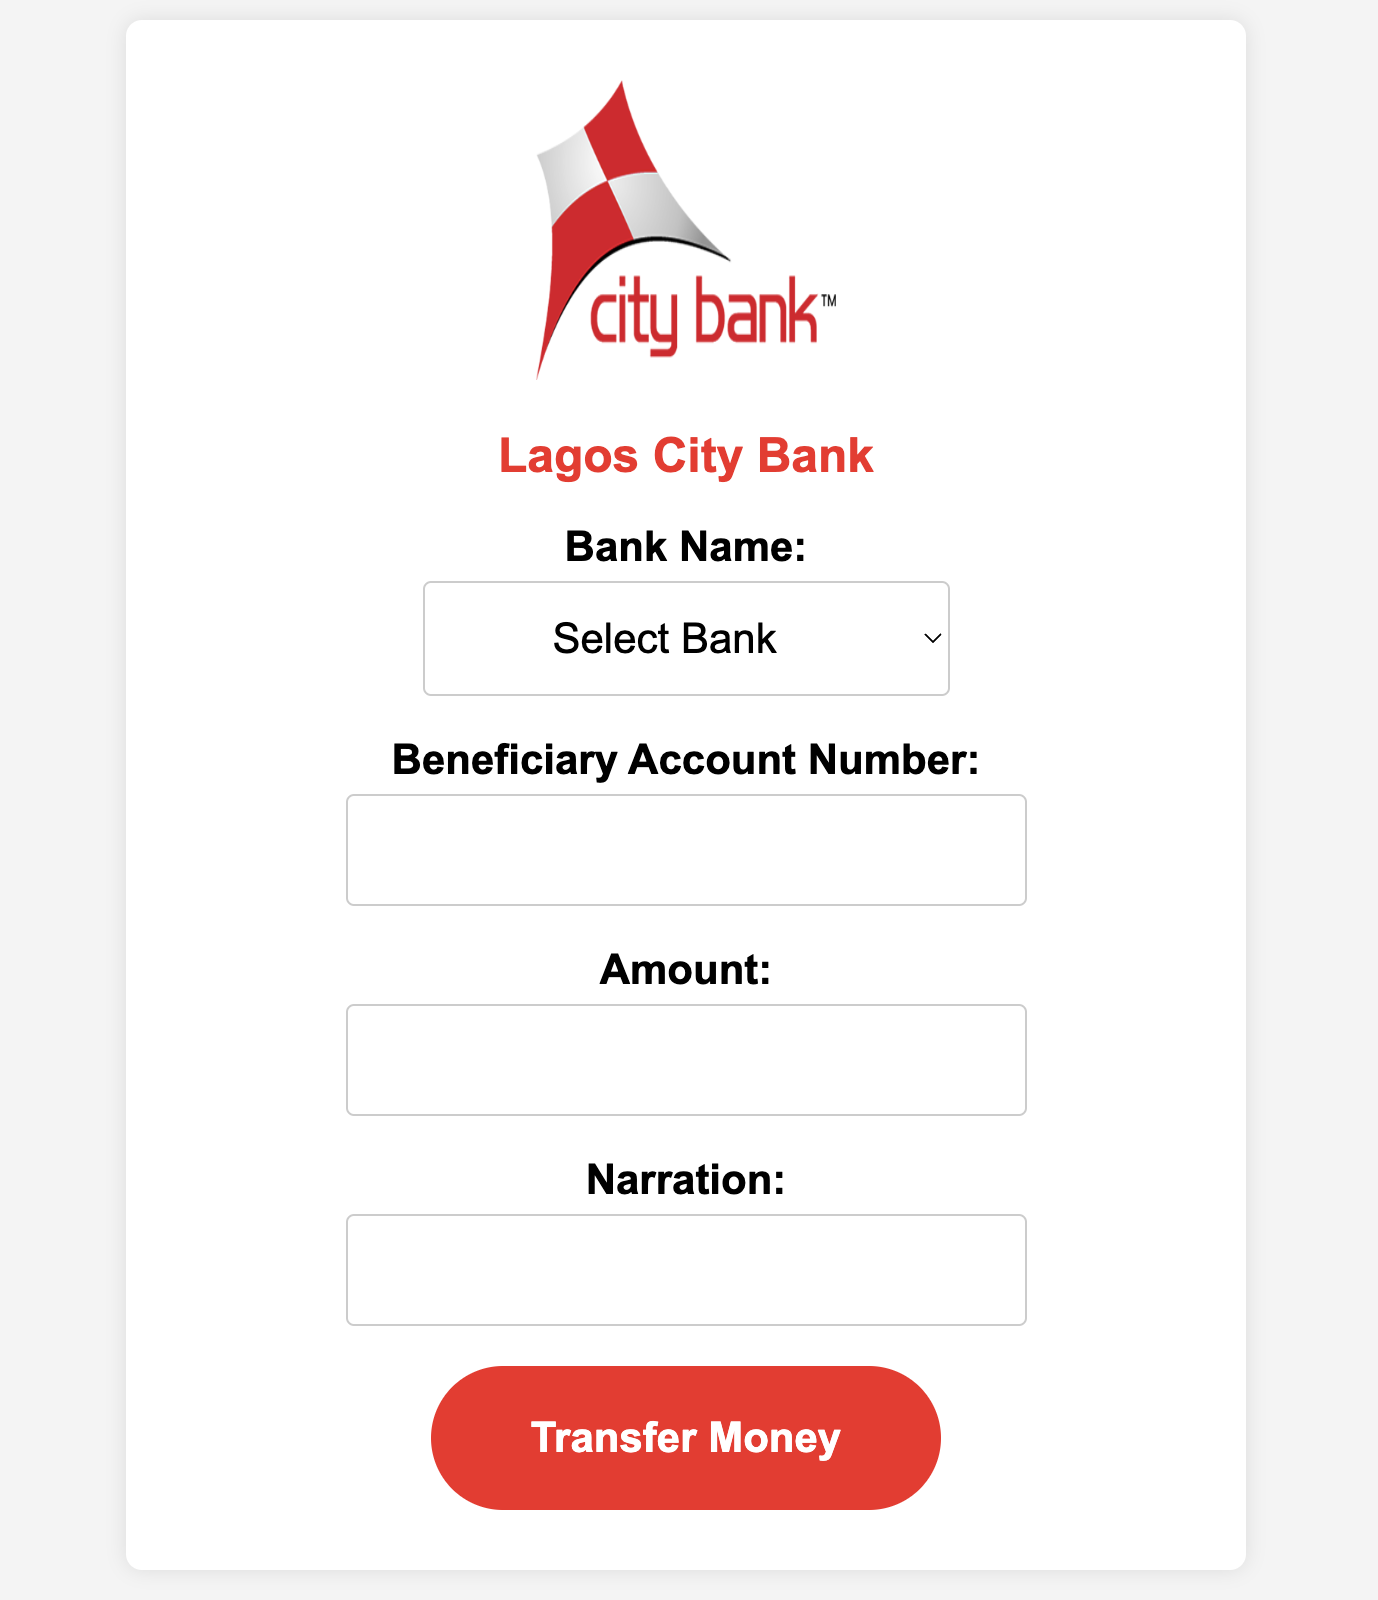 city bank™
Lagos City Bank
Bank Name:
Select Bank
Beneficiary Account Number:
Amount:
Narration:
Transfer Money